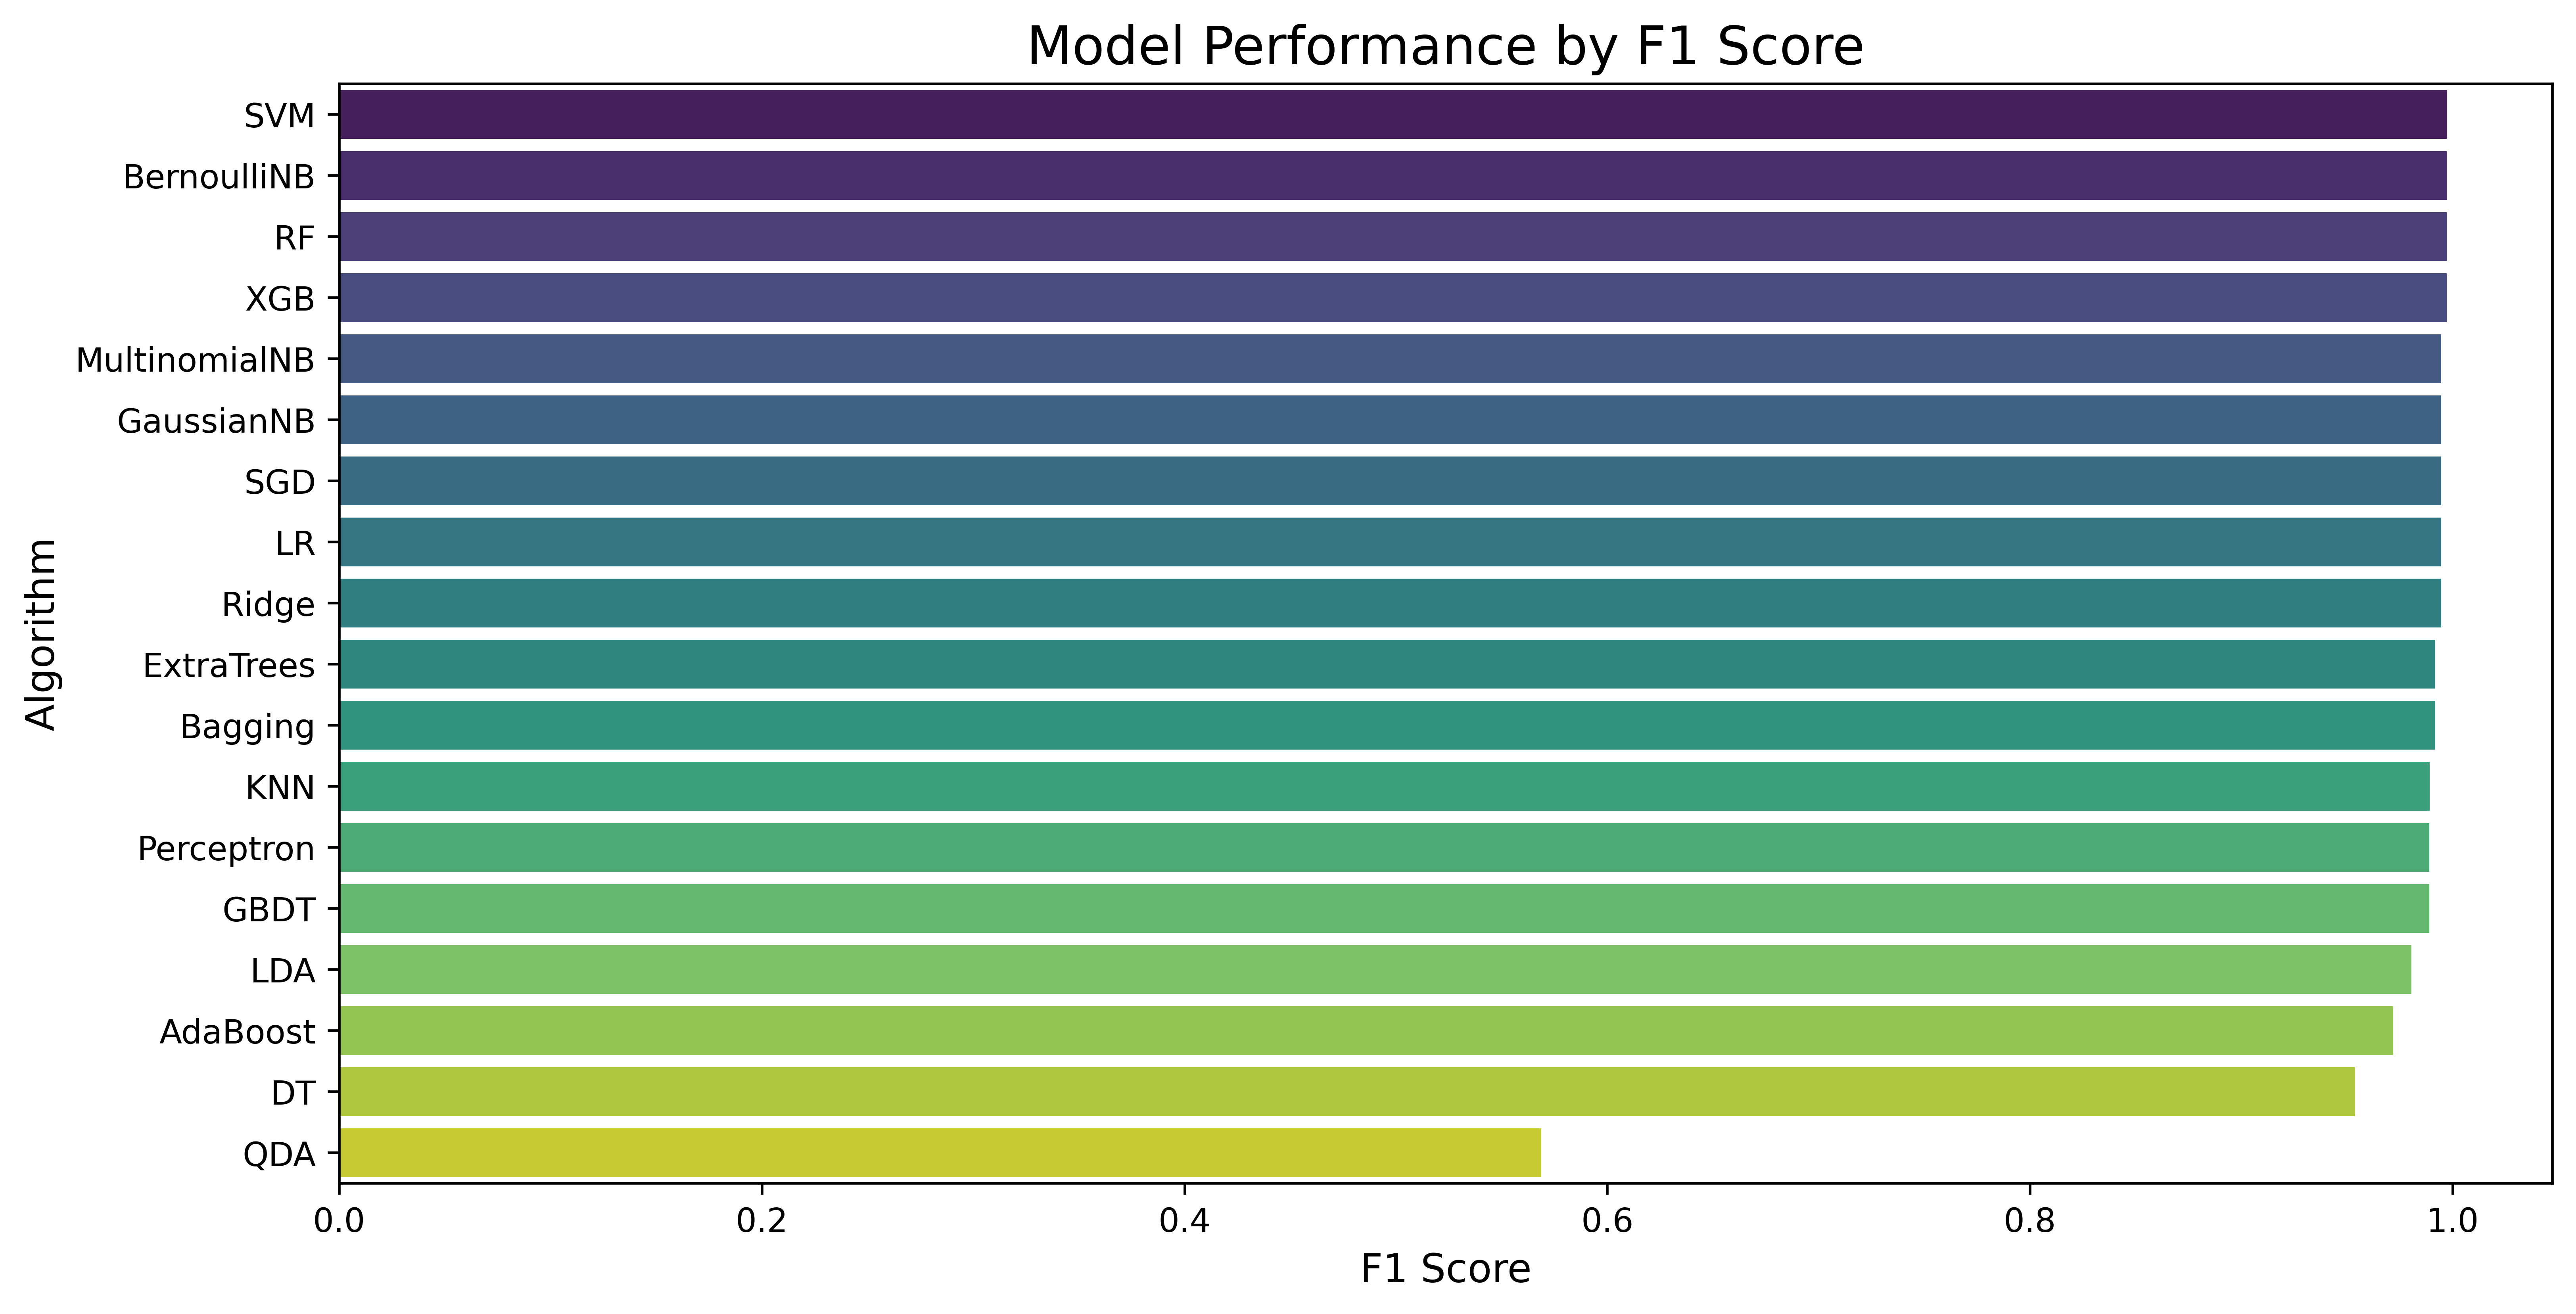 Model Performance by F1 Score
Algorithm
SVM
BernoulliNB
RF
XGB
MultinomialNB
GaussianNB
SGD
LR
Ridge
ExtraTrees
Bagging
KNN
Perceptron
GBDT
LDA
AdaBoost
DT
QDA
0.0 0.2 0.4 0.6 0.8 1.0
F1 Score